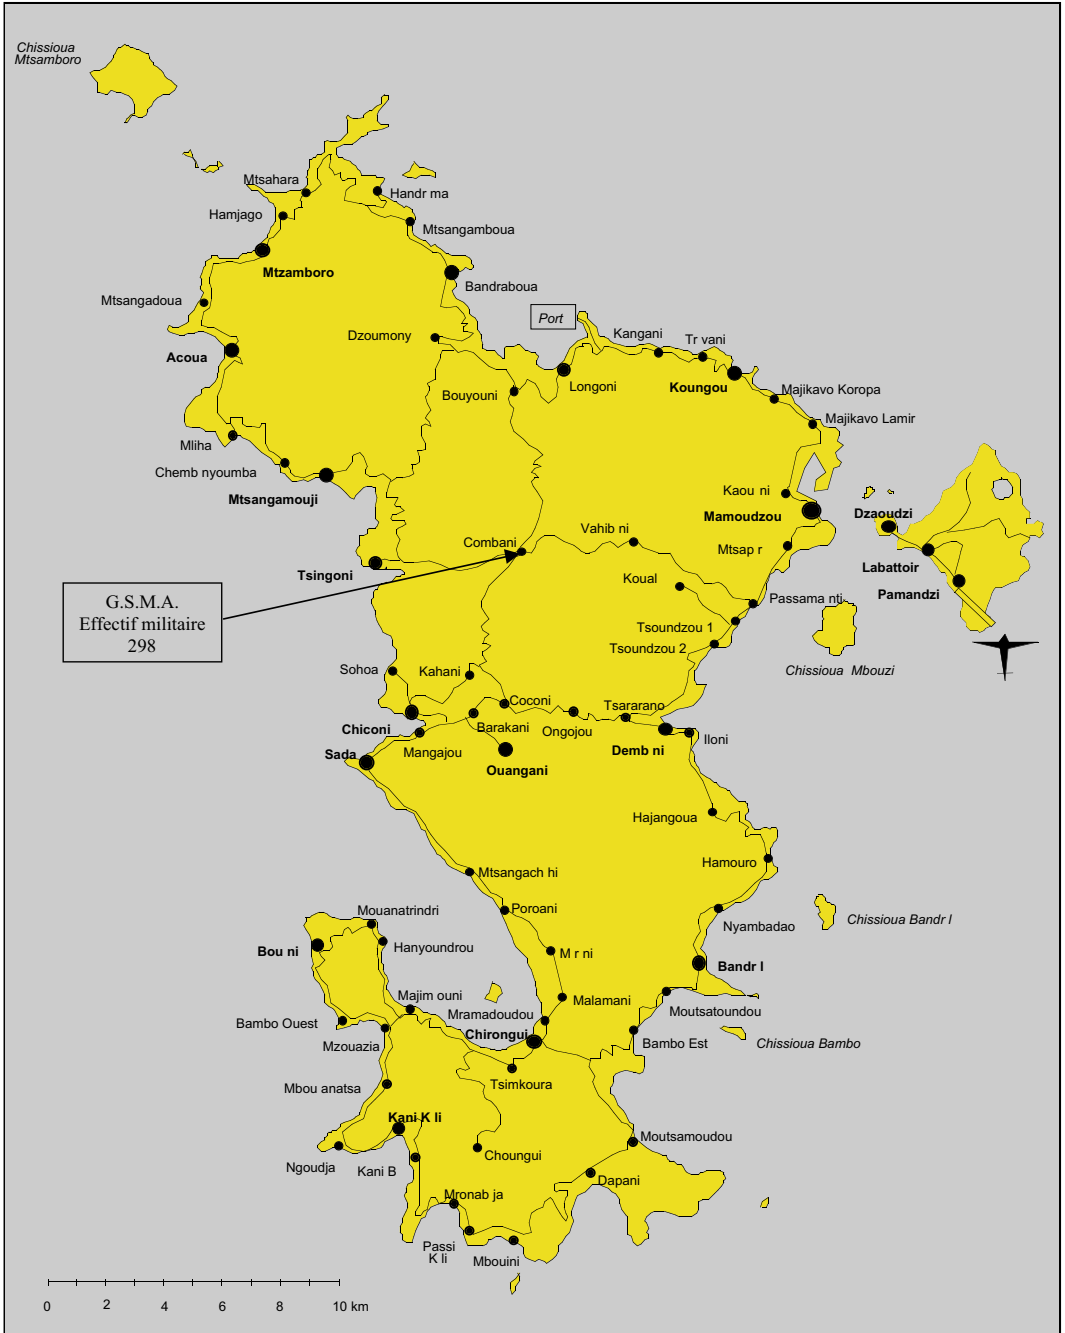 Chissioua
Mtsamboro
Mtsahara
Handr ma
Hamjago
Mtsangamboua
Mtzamboro
Bandraboua
Mtsangadoua
Port
Dzoumony
Kangani
Tr vani
Acoua
Longoni
Koungou
Bouyouni
Majikavo Koropa
Majikavo Lamir
Mliha
Chemb nyoumba
Mtsangamouji
Kaou ni
Mamoudzou
Dzaoudzi
Vahib ni
Combani
Mtsap r
Labattoir
Tsingoni
Koual
Pamandzi
G.S.M.A.
Effectif militaire
298
Passama nti
Tsoundzou 1
Tsoundzou 2
Chissioua Mbouzi
Sohoa
Kahani
Coconi
Tsararano
Chiconi
Barakani
Ongojou
Iloni
Mangajou
Demb ni
Sada
Ouangani
Hajangoua
Hamouro
Mtsangach hi
Poroani
Mouanatrindri
Chissioua Bandr l
Nyambadao
Hanyoundrou
Bou ni
M r ni
Bandr l
Majim ouni
Malamani
Mramadoudou
Moutsatoundou
Bambo Ouest
Chirongui
Mzouazia
Bambo Est
Chissioua Bambo
Tsimkoura
Mbou anatsa
Kani K li
Moutsamoudou
Choungui
Ngoudja
Kani B
Dapani
Mronab ja
Passi
K li
Mbouini
0 2 4 6 8 10 km